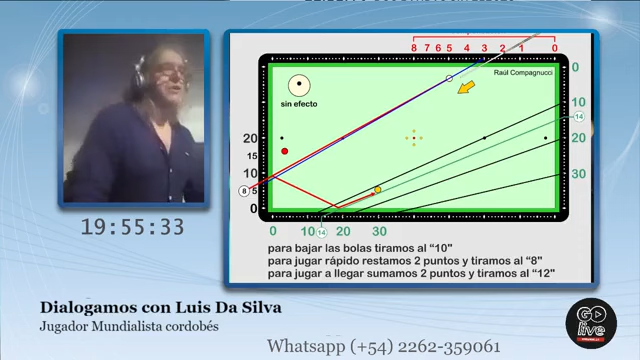 8 7 6 5 4 3 2 1 0
Raúl Compagnucci
sin efecto
0
10
14
20
30
20
15
10
8
5
0
0 10 14 20 30
para bajar las bolas tiramos al "10"
para jugar rápido restamos 2 puntos y tiramos al "8"
para jugar a llegar sumamos 2 puntos y tiramos al "12"
19:55:33
Dialogamos con Luis Da Silva
Jugador Mundialista cordobés
Whatsapp (+54) 2262-359061
GO
live